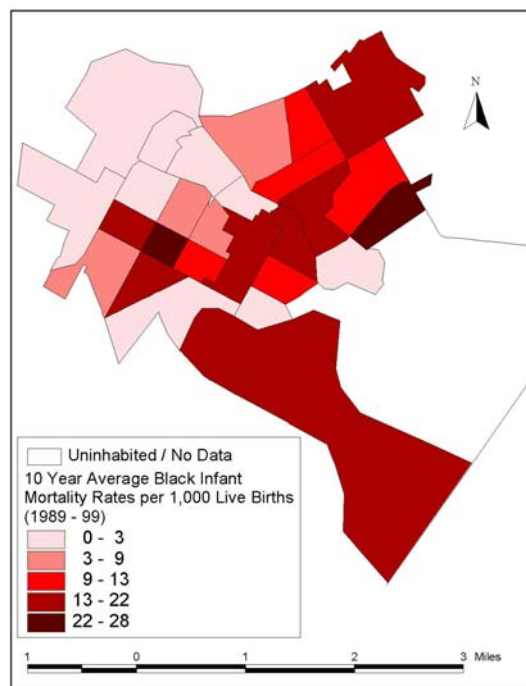 N
Uninhabited / No Data
10 Year Average Black Infant
Mortality Rates per 1,000 Live Births
(1989 - 99)
0 - 3
3 - 9
9 - 13
13 - 22
22 - 28
1 0 1 2 3 Miles